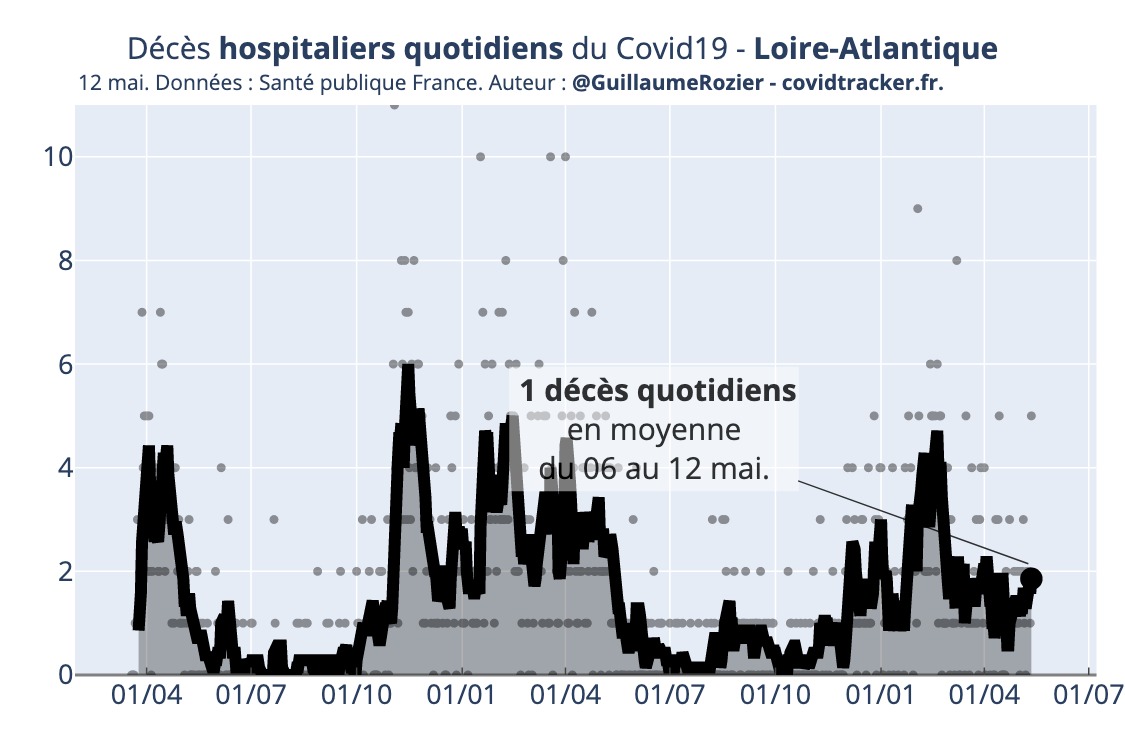 Décès hospitaliers quotidiens du Covid19 - Loire-Atlantique
12 mai. Données : Santé publique France. Auteur : @GuillaumeRozier - covidtracker.fr.
10
8
6
1 décès quotidiens
en moyenne
4
du 06 au 12 mai.
2
0
01/04 01/07 01/10 01/01 01/04 01/07 01/10 01/01 01/04 01/07